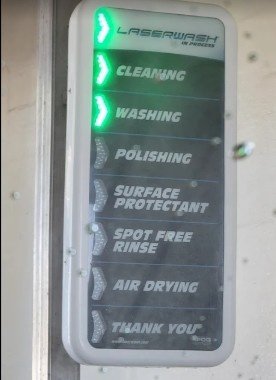 LASERWASH
IN PROCESS
CLEANING
WASHING
POLISHING
SURFACE
PROTECTANT
SPOT FREE
RINSE
AIR DRYING
THANK YOU